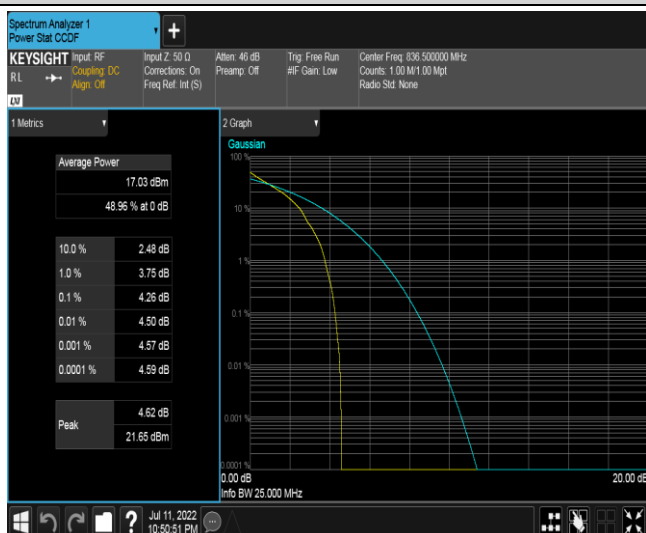 Spectrum Analyzer 1
Power Stat CCDF
KEYSIGHT
RL
LXI
Input: RF
Coupling: DC
Align: Off
Input Z: 50 Ω
Corrections: On
Freq Ref: Int (S)
Atten: 46 dB
Preamp: Off
Trig: Free Run
#IF Gain: Low
Center Freq: 836.500000 MHz
Counts: 1.00 M/1.00 Mpt
Radio Std: None
1 Metrics
Average Power
17.03 dBm
48.96 % at 0 dB
10.0 % 2.48 dB
1.0 % 3.75 dB
0.1 % 4.26 dB
0.01 % 4.50 dB
0.001 % 4.57 dB
0.0001 % 4.59 dB
Peak
4.62 dB
21.65 dBm
2 Graph
Gaussian
100 %
10 %
1 %
0.1 %
0.01 %
0.001 %
0.0001 %
0.00 dB
20.00 dB
Info BW 25.000 MHz
?
Jul 11, 2022
10:50:51 PM